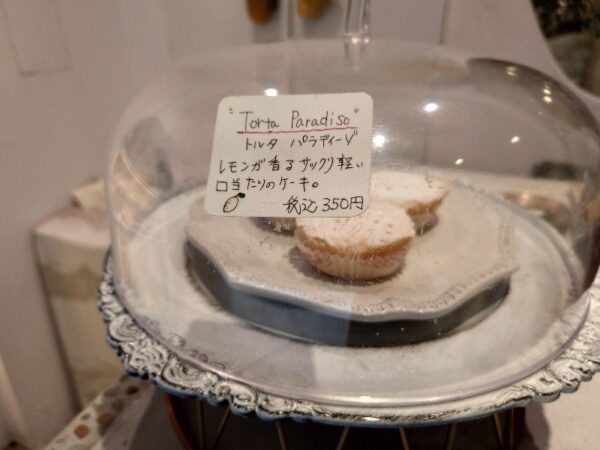 "Torta Paradiso"
トルタ パラディーゾ
レモンが香るサックリ軽い
口当たりのケーキ。
税込350円